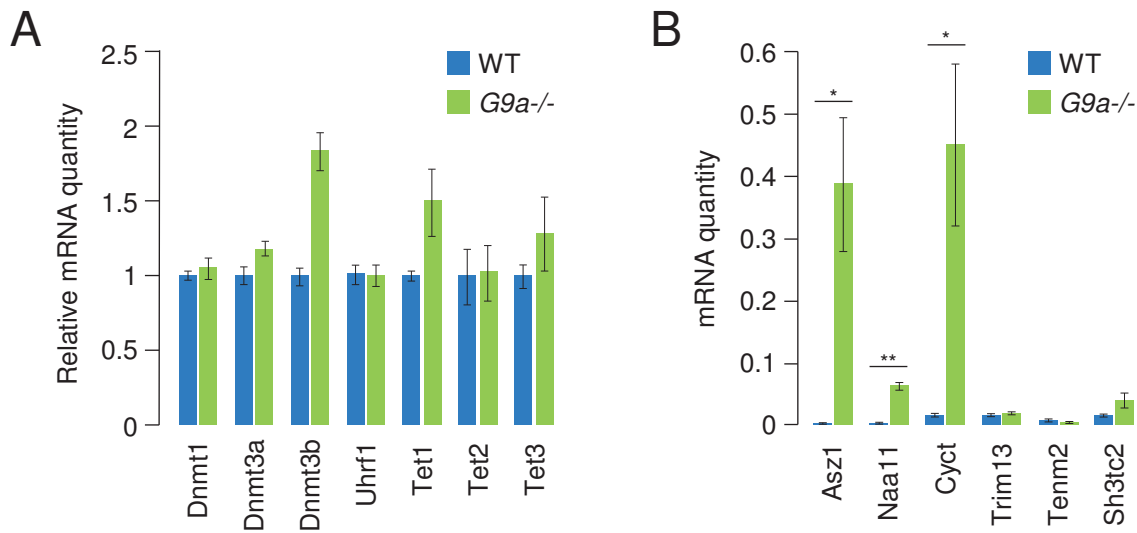 A
Relative mRNA quantity
2.5
2
1.5
1
0.5
0
WT
G9a-/-
Dnmt1
Dnmt3a
Dnmt3b
Uhrf1
Tet1
Tet2
Tet3
B
mRNA quantity
0.6
0.5
0.4
0.3
0.2
0.1
0
*
**
*
WT
G9a-/-
Asz1
Naa11
Cyct
Trim13
Tenm2
Sh3tc2